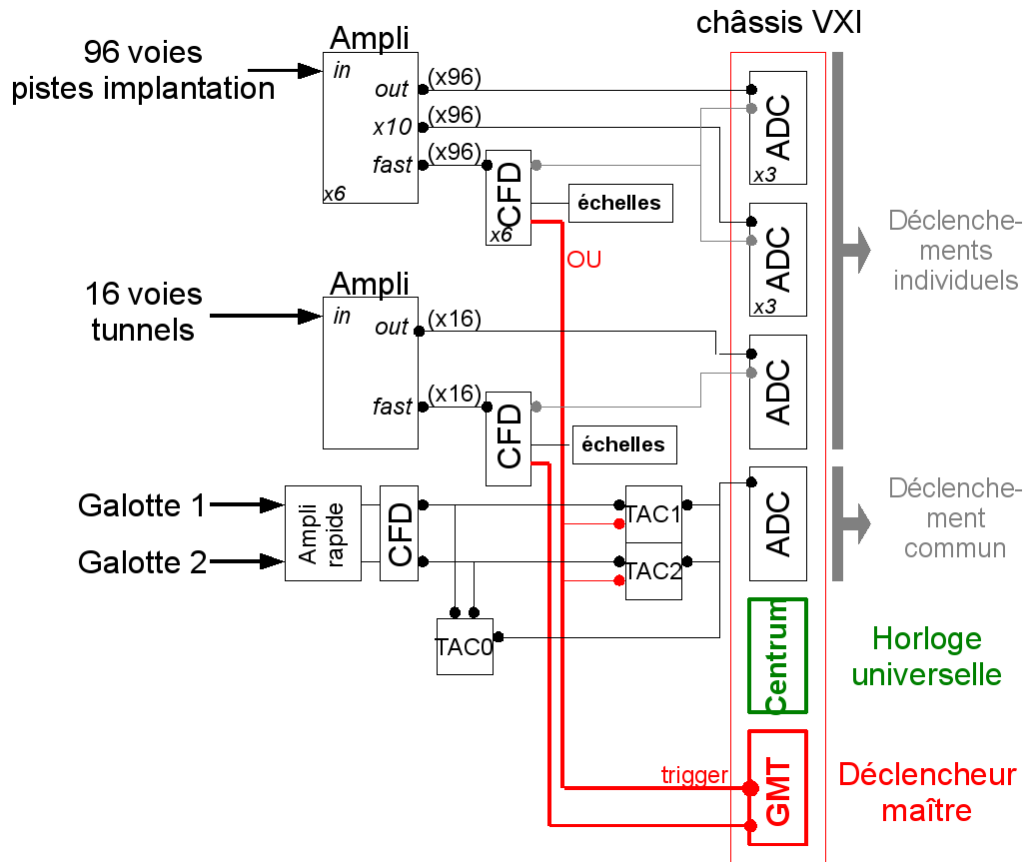 châssis VXI
96 voies
pistes implantation
Ampli
in
out
x10
fast
x6
(x96)
(x96)
(x96)
CFD
x6
échelles
OU
ADC
x3
ADC
x3
Déclenche-
ments
individuels
16 voies
tunnels
Ampli
in
out
fast
(x16)
(x16)
CFD
échelles
ADC
Galotte 1
Galotte 2
Ampli
rapide
CFD
TAC1
TAC2
TAC0
ADC
Déclenche-
ment
commun
Centrum
Horloge
universelle
trigger
GMT
Déclencheur
maître